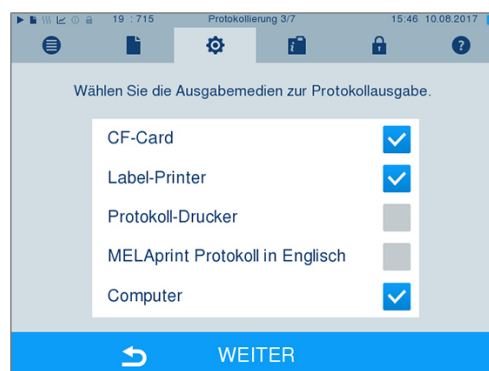 19 : 715 Protokollierung 3/7 15:46 10.08.2017
Wählen Sie die Ausgabemedien zur Protokollausgabe.
CF-Card
Label-Printer
Protokoll-Drucker
MELAprint Protokoll in Englisch
Computer
WEITER